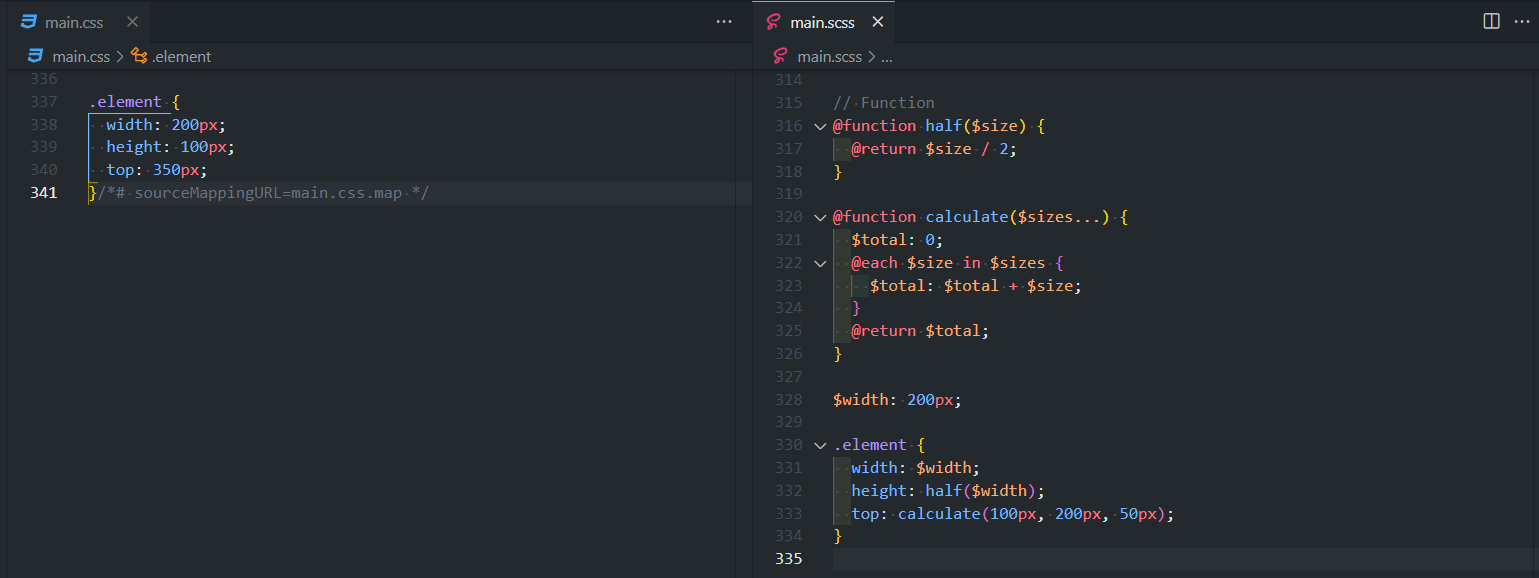 main.css
main.css > .element
336
337 .element {
338   width: 200px;
339   height: 100px;
340   top: 350px;
341 }/*# sourceMappingURL=main.css.map */
main.scss
main.scss > ...
314
315 // Function
316 @function half($size) {
317   @return $size / 2;
318 }
319
320 @function calculate($sizes...) {
321   $total: 0;
322   @each $size in $sizes {
323     $total: $total + $size;
324   }
325   @return $total;
326 }
327
328 $width: 200px;
329
330 .element {
331   width: $width;
332   height: half($width);
333   top: calculate(100px, 200px, 50px);
334 }
335